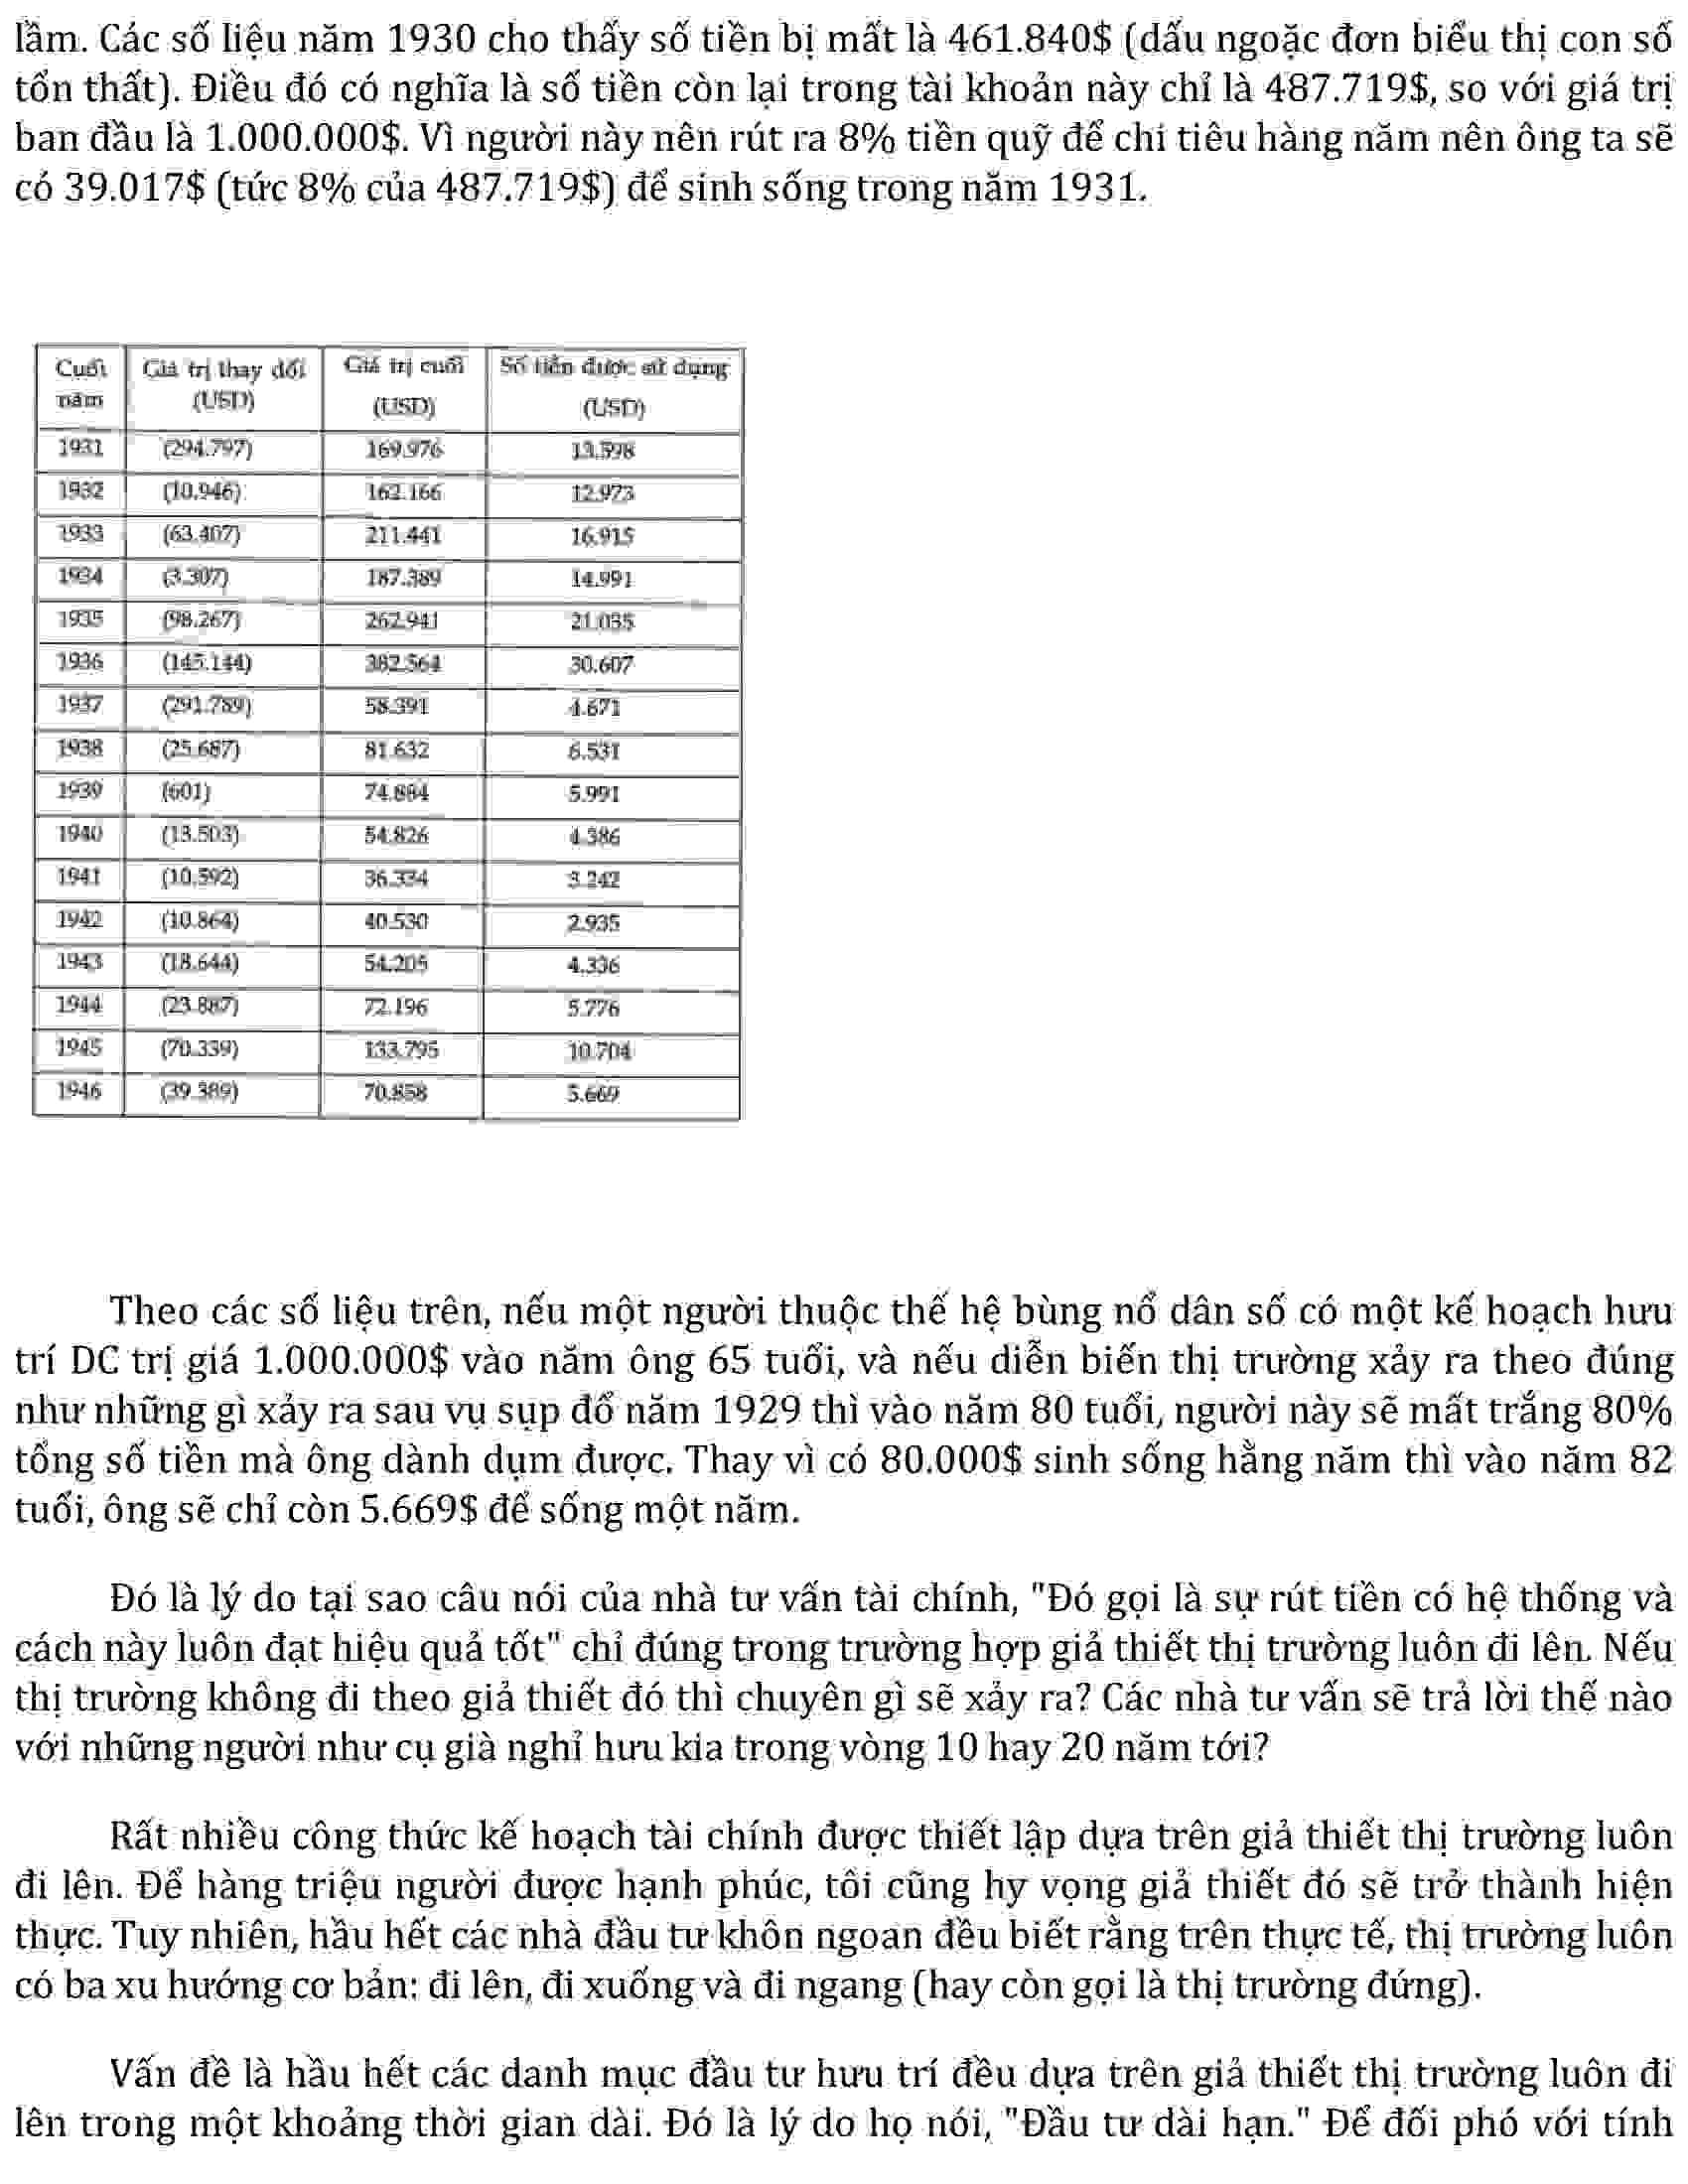 lầm. Các số liệu năm 1930 cho thấy số tiền bị mất là 461.840$ (dấu ngoặc đơn biểu thị con số
tổn thất). Điều đó có nghĩa là số tiền còn lại trong tài khoản này chỉ là 487.719$, so với giá trị
ban đầu là 1.000.000$. Vì người này nên rút ra 8% tiền quỹ để chi tiêu hàng năm nên ông ta sẽ
có 39.017$ (tức 8% của 487.719$) để sinh sống trong năm 1931.
Cuối năm Giá trị thay đổi (USD) Giá trị cuối (USD) Số tiền được sử dụng (USD)
1931 (294.797) 169.976 13.598
1932 (10.946) 162.166 12.973
1933 (63.467) 211.441 16.915
1934 (3.307) 187.389 14.991
1935 (98.267) 262.941 21.035
1936 (145.144) 382.564 30.607
1937 (291.789) 58.391 4.671
1938 (25.687) 81.632 6.531
1939 (601) 74.884 5.991
1940 (13.503) 54.826 4.386
1941 (10.592) 36.334 3.242
1942 (10.864) 40.530 2.935
1943 (18.644) 54.205 4.336
1944 (23.887) 72.196 5.776
1945 (70.339) 133.795 10.704
1946 (39.389) 70.858 5.669
Theo các số liệu trên, nếu một người thuộc thế hệ bùng nổ dân số có một kế hoạch hưu
trí DC trị giá 1.000.000$ vào năm ông 65 tuổi, và nếu diễn biến thị trường xảy ra theo đúng
như những gì xảy ra sau vụ sụp đổ năm 1929 thì vào năm 80 tuổi, người này sẽ mất trắng 80%
tổng số tiền mà ông dành dụm được. Thay vì có 80.000$ sinh sống hằng năm thì vào năm 82
tuổi, ông sẽ chỉ còn 5.669$ để sống một năm.
Đó là lý do tại sao câu nói của nhà tư vấn tài chính, "Đó gọi là sự rút tiền có hệ thống và
cách này luôn đạt hiệu quả tốt" chỉ đúng trong trường hợp giả thiết thị trường luôn đi lên. Nếu
thị trường không đi theo giả thiết đó thì chuyên gì sẽ xảy ra? Các nhà tư vấn sẽ trả lời thế nào
với những người như cụ già nghỉ hưu kia trong vòng 10 hay 20 năm tới?
Rất nhiều công thức kế hoạch tài chính được thiết lập dựa trên giả thiết thị trường luôn
đi lên. Để hàng triệu người được hạnh phúc, tôi cũng hy vọng giả thiết đó sẽ trở thành hiện
thực. Tuy nhiên, hầu hết các nhà đầu tư khôn ngoan đều biết rằng trên thực tế, thị trường luôn
có ba xu hướng cơ bản: đi lên, đi xuống và đi ngang (hay còn gọi là thị trường đứng).
Vấn đề là hầu hết các danh mục đầu tư hưu trí đều dựa trên giả thiết thị trường luôn đi
lên trong một khoảng thời gian dài. Đó là lý do họ nói, "Đầu tư dài hạn." Để đối phó với tính